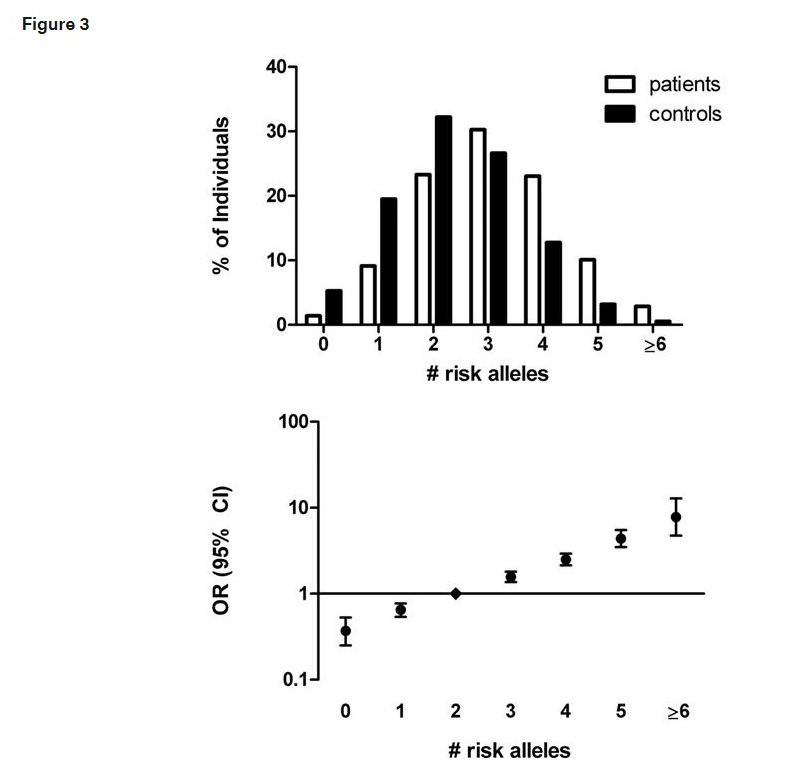 Figure 3
40
30
20
10
0
% of Individuals
patients
controls
0 1 2 3 4 5 ≥6
# risk alleles
100
10
1
0.1
OR (95% CI)
0 1 2 3 4 5 ≥6
# risk alleles